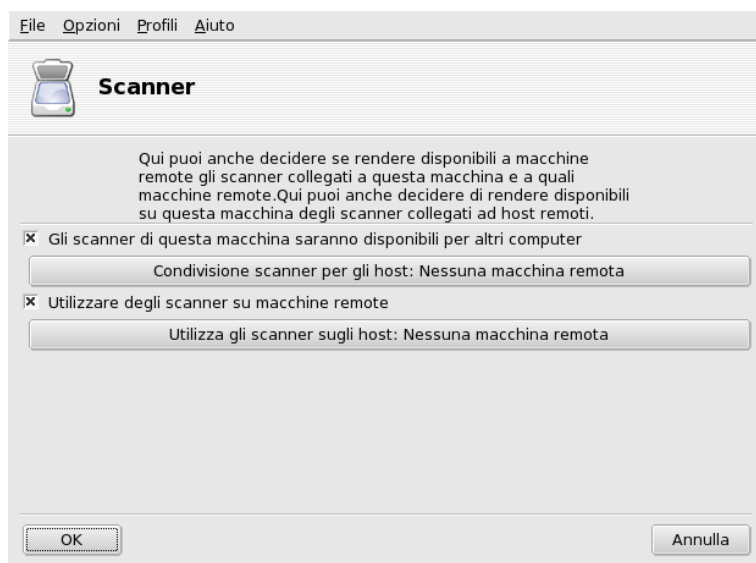 File Opzioni Profili Aiuto
Scanner
Qui puoi anche decidere se rendere disponibili a macchine
remote gli scanner collegati a questa macchina e a quali
macchine remote.Qui puoi anche decidere di rendere disponibili
su questa macchina degli scanner collegati ad host remoti.
Gli scanner di questa macchina saranno disponibili per altri computer
Condivisione scanner per gli host: Nessuna macchina remota
Utilizzare degli scanner su macchine remote
Utilizza gli scanner sugli host: Nessuna macchina remota
OK Annulla